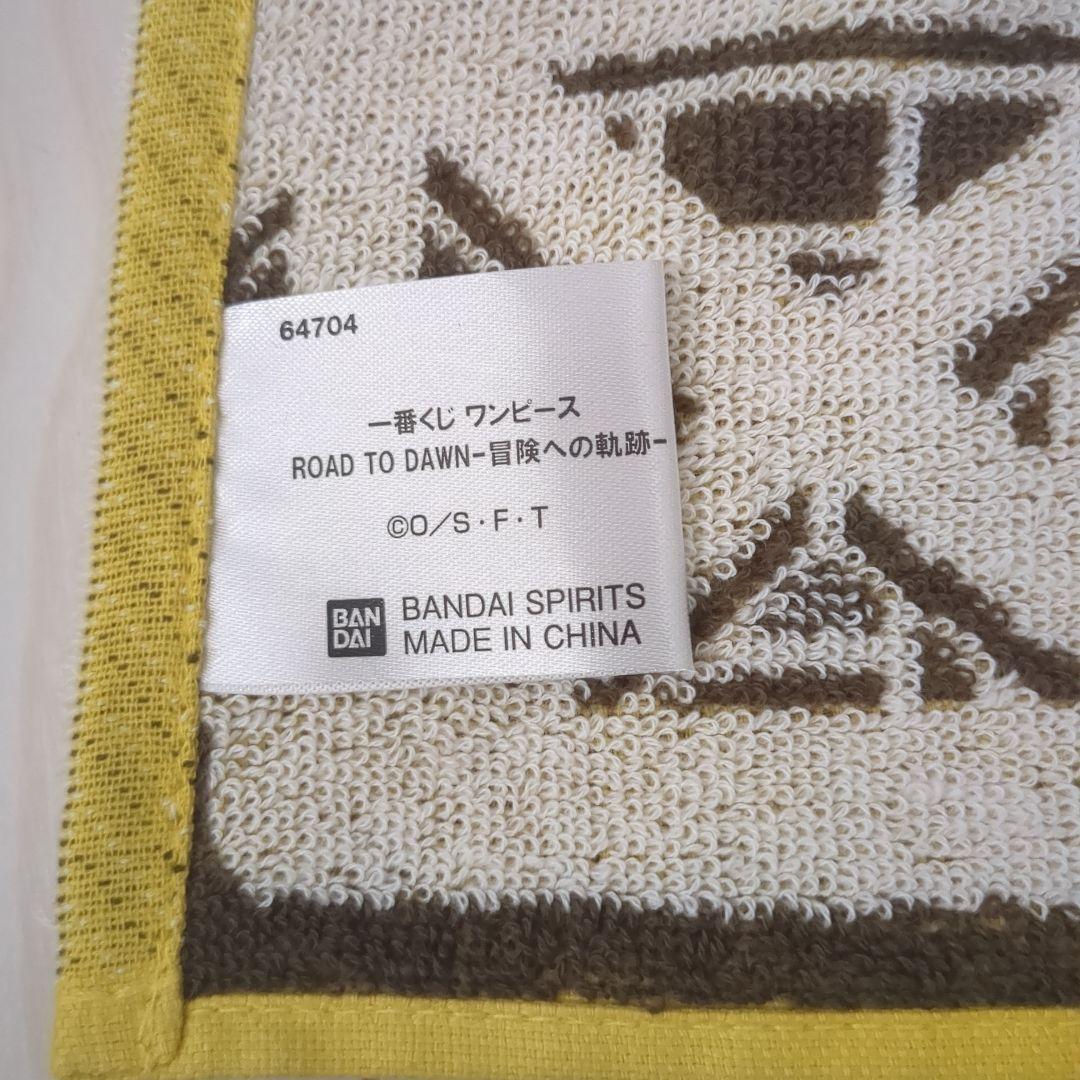 64704
一番くじ ワンピース
ROAD TO DAWN-冒険への軌跡-
©O/S・F・T
BAN
DAI
BANDAI SPIRITS
MADE IN CHINA